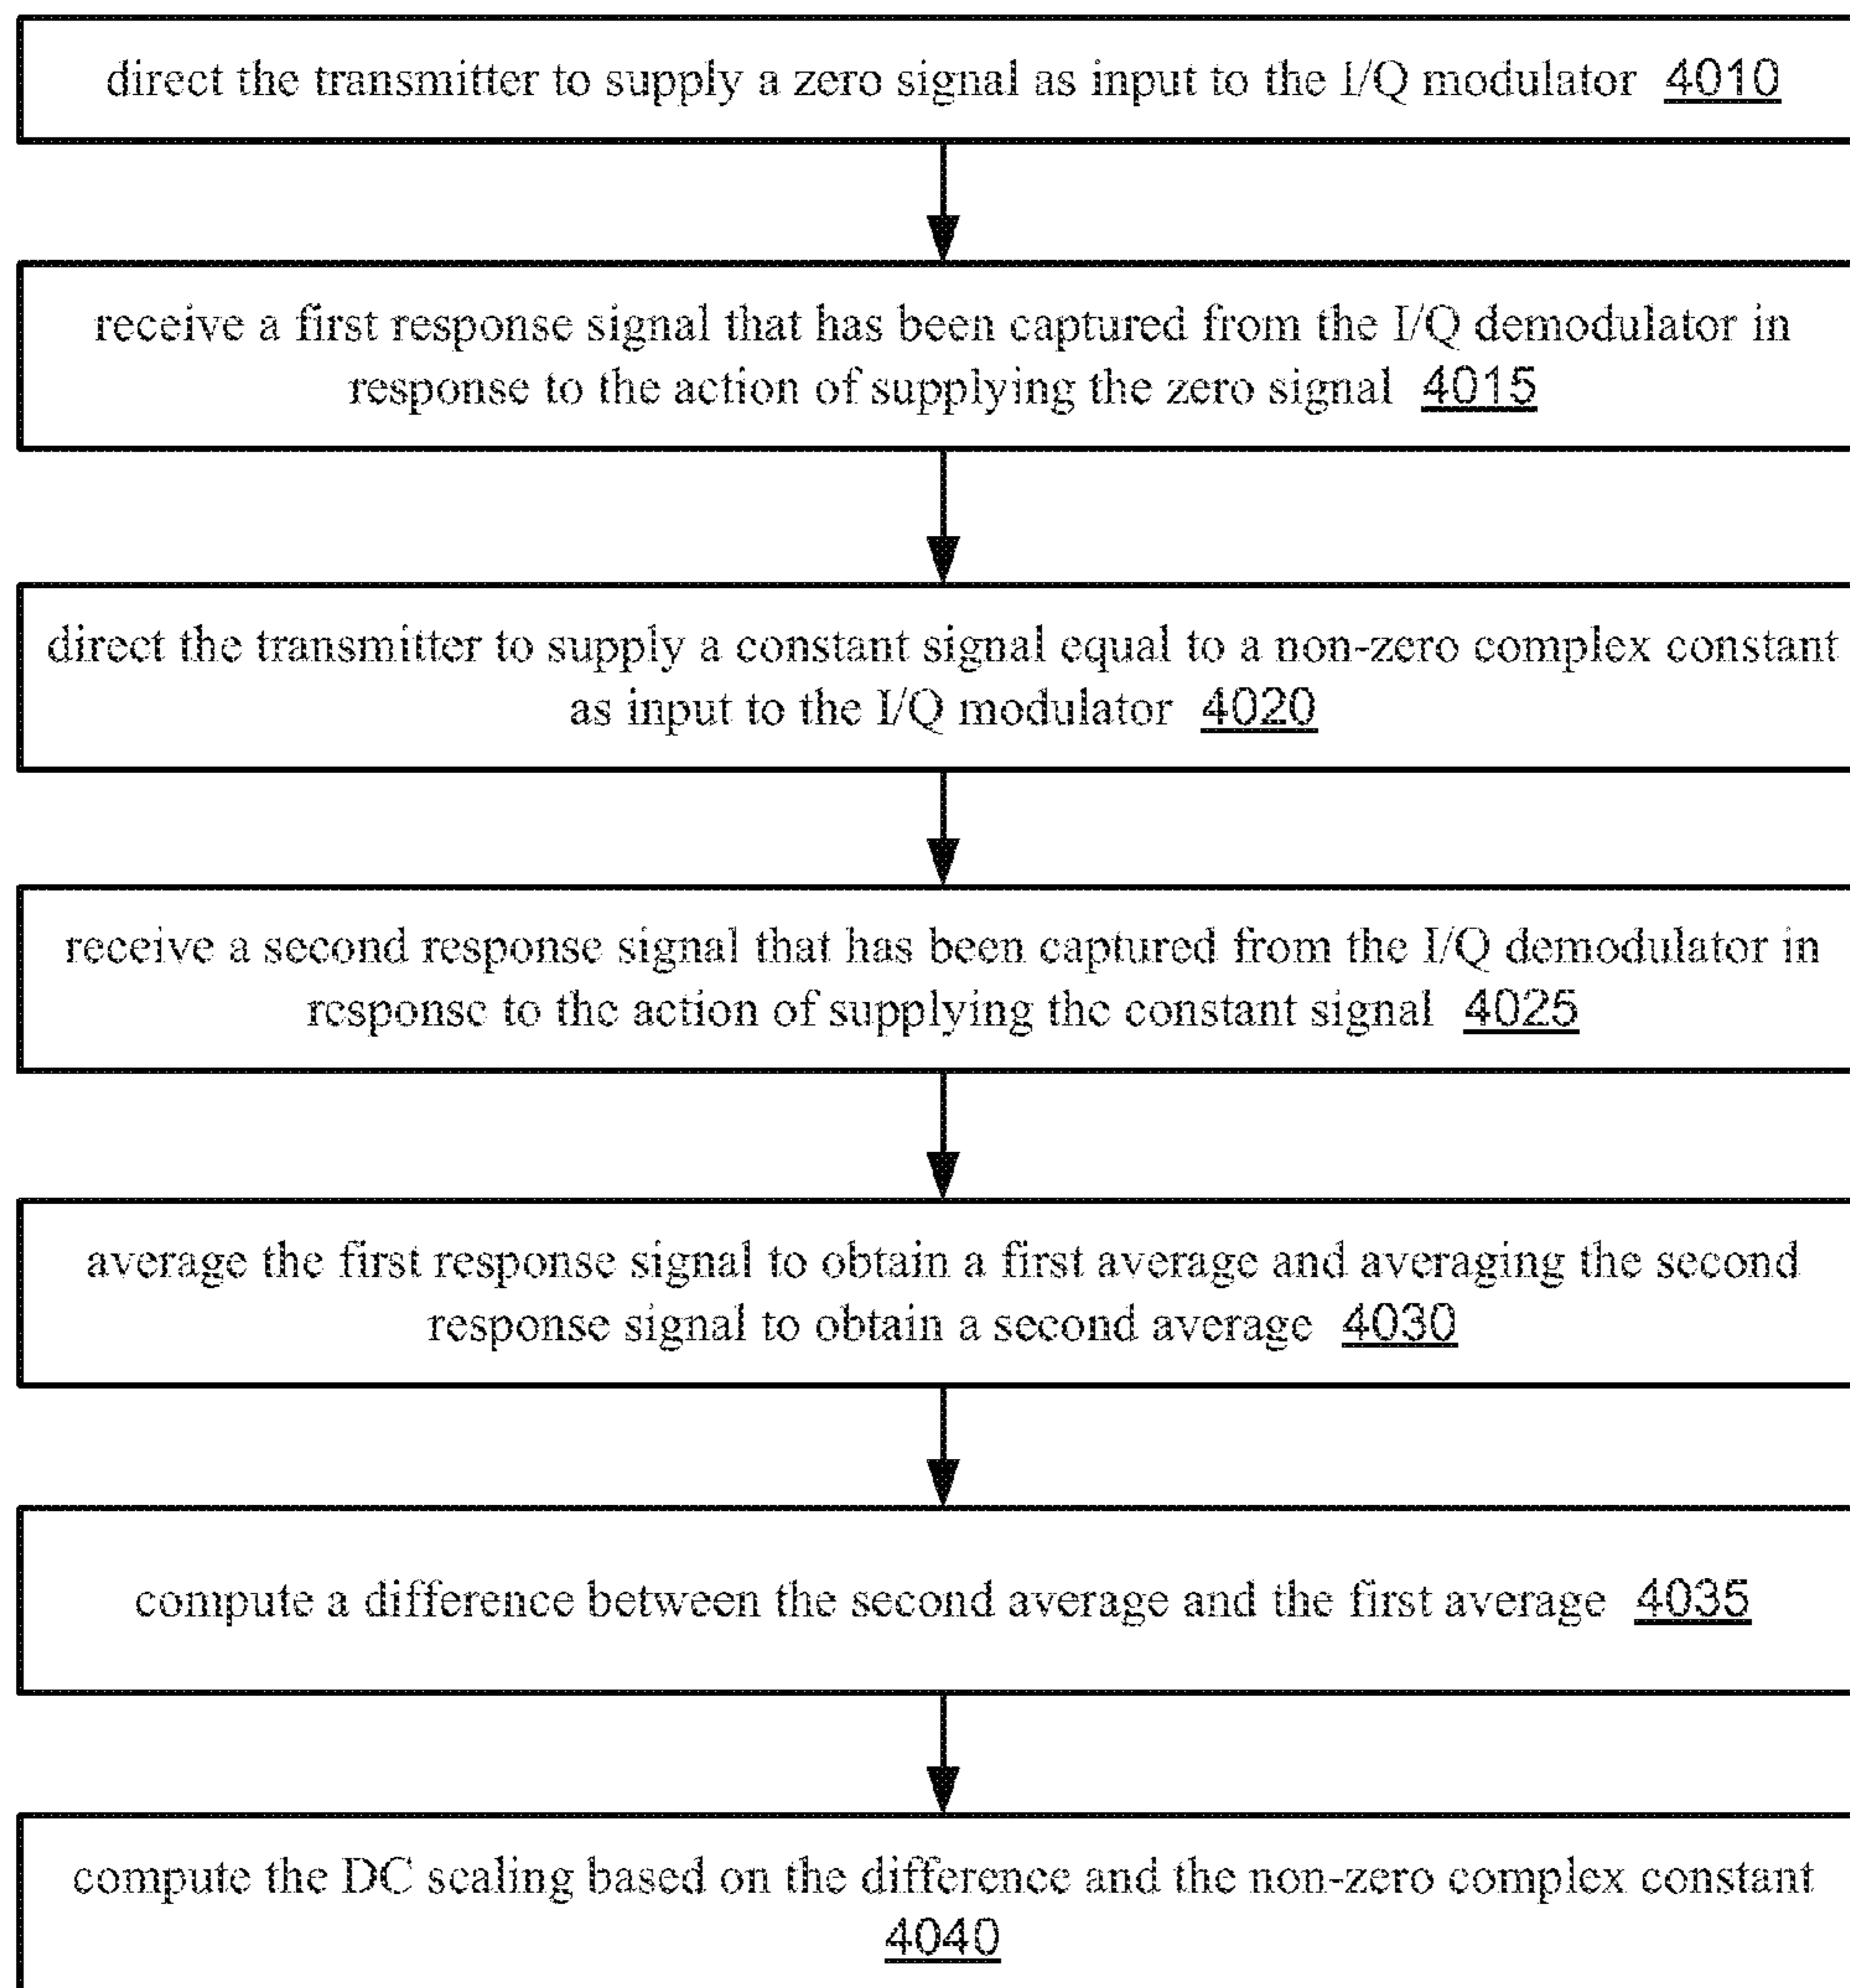 direct the transmitter to supply a zero signal as input to the I/Q modulator 4010
receive a first response signal that has been captured from the I/Q demodulator in
response to the action of supplying the zero signal 4015
direct the transmitter to supply a constant signal equal to a non-zero complex constant
as input to the I/Q modulator 4020
receive a second response signal that has been captured from the I/Q demodulator in
response to the action of supplying the constant signal 4025
average the first response signal to obtain a first average and averaging the second
response signal to obtain a second average 4030
compute a difference between the second average and the first average 4035
compute the DC scaling based on the difference and the non-zero complex constant
4040